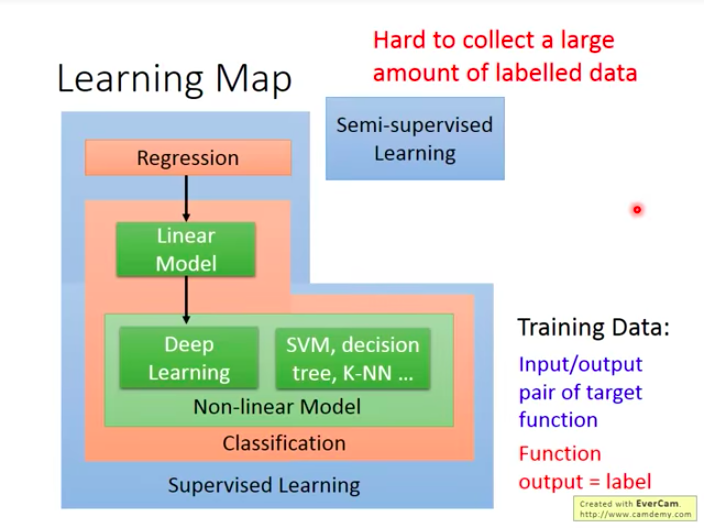 Learning Map
Hard to collect a large
amount of labelled data
Semi-supervised
Learning
Regression
Linear
Model
Deep
Learning
SVM, decision
tree, K-NN ...
Non-linear Model
Classification
Supervised Learning
Training Data:
Input/output
pair of target
function
Function
output = label
Created with EverCam.
http://www.camdemy.com